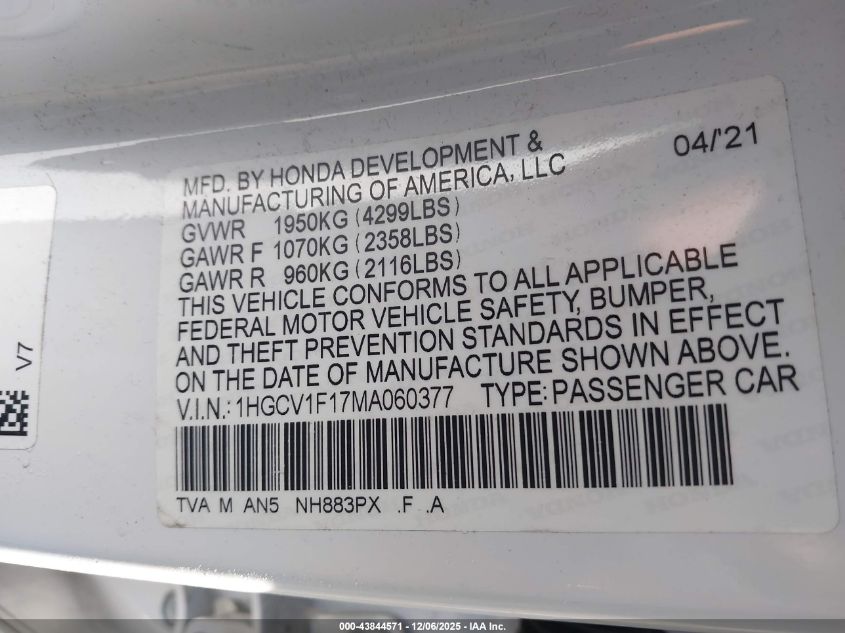 04/'21
MFD. BY HONDA DEVELOPMENT &
MANUFACTURING OF AMERICA, LLC
GVWR 1950KG (4299LBS)
GAWR F 1070KG (2358LBS)
GAWR R 960KG (2116LBS)
THIS VEHICLE CONFORMS TO ALL APPLICABLE
FEDERAL MOTOR VEHICLE SAFETY, BUMPER,
AND THEFT PREVENTION STANDARDS IN EFFECT
ON THE DATE OF MANUFACTURE SHOWN ABOVE.
V.I.N.: 1HGCV1F17MA060377 TYPE: PASSENGER CAR
TVA M AN5 NH883PX .F .A
V7
000-43844571 - 12/06/2025 - IAA Inc.